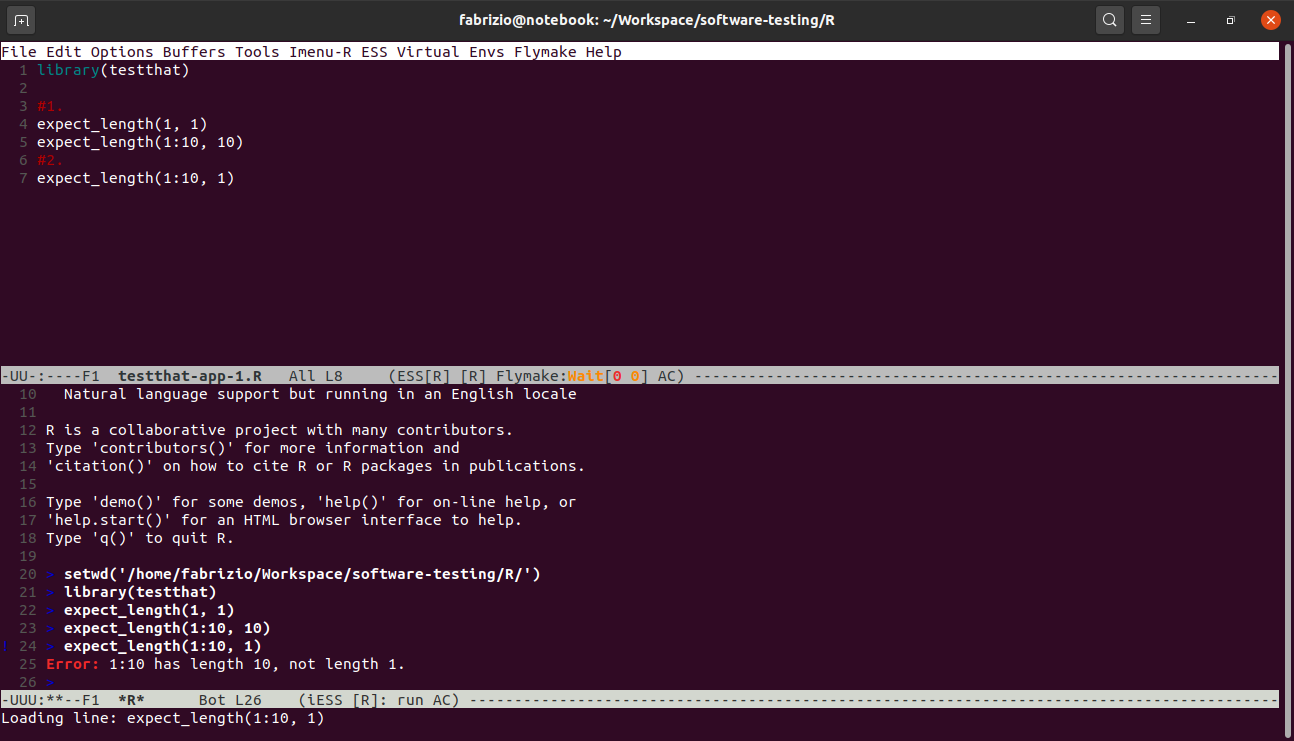 fabrizio@notebook: ~/Workspace/software-testing/R
File Edit Options Buffers Tools Imenu-R ESS Virtual Envs Flymake Help
1 library(testthat)
2
3 #1.
4 expect_length(1, 1)
5 expect_length(1:10, 10)
6 #2.
7 expect_length(1:10, 1)
-UU-:----F1  testthat-app-1.R   All L8     (ESS[R] [R] Flymake:Wait[0 0] AC) -----------------------------------------------------------------
10   Natural language support but running in an English locale
11
12 R is a collaborative project with many contributors.
13 Type 'contributors()' for more information and
14 'citation()' on how to cite R or R packages in publications.
15
16 Type 'demo()' for some demos, 'help()' for on-line help, or
17 'help.start()' for an HTML browser interface to help.
18 Type 'q()' to quit R.
19
20 > setwd('/home/fabrizio/Workspace/software-testing/R/')
21 > library(testthat)
22 > expect_length(1, 1)
23 > expect_length(1:10, 10)
24 > expect_length(1:10, 1)
25 Error: 1:10 has length 10, not length 1.
26 >
-UUU:**--F1  *R*      Bot L26    (iESS [R]: run AC) ------------------------------------------------------------------------------------------
Loading line: expect_length(1:10, 1)